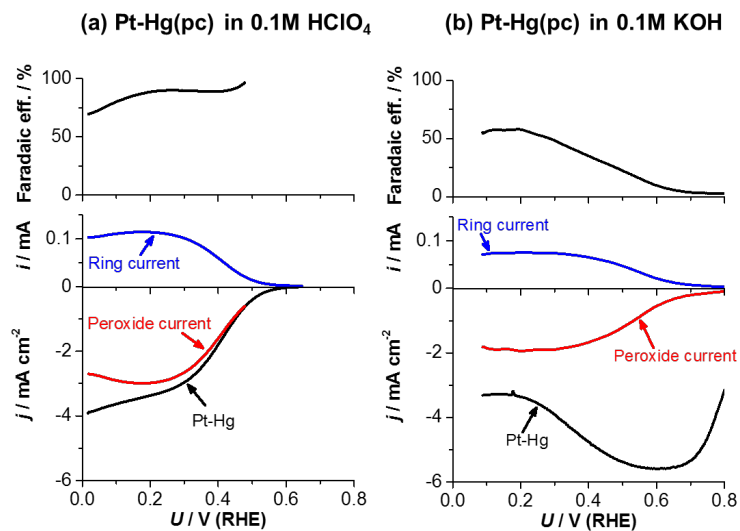 (a) Pt-Hg(pc) in 0.1M HClO₄
(b) Pt-Hg(pc) in 0.1M KOH
Faradaic eff. / %
100
50
0
i / mA
0.1
0
Ring current
j / mA cm⁻²
-2
-4
-6
Peroxide current
Pt-Hg
0.0 0.2 0.4 0.6 0.8
U / V (RHE)
Faradaic eff. / %
100
50
0
i / mA
0.1
0
Ring current
j / mA cm⁻²
-2
-4
-6
Peroxide current
Pt-Hg
0.0 0.2 0.4 0.6 0.8
U / V (RHE)